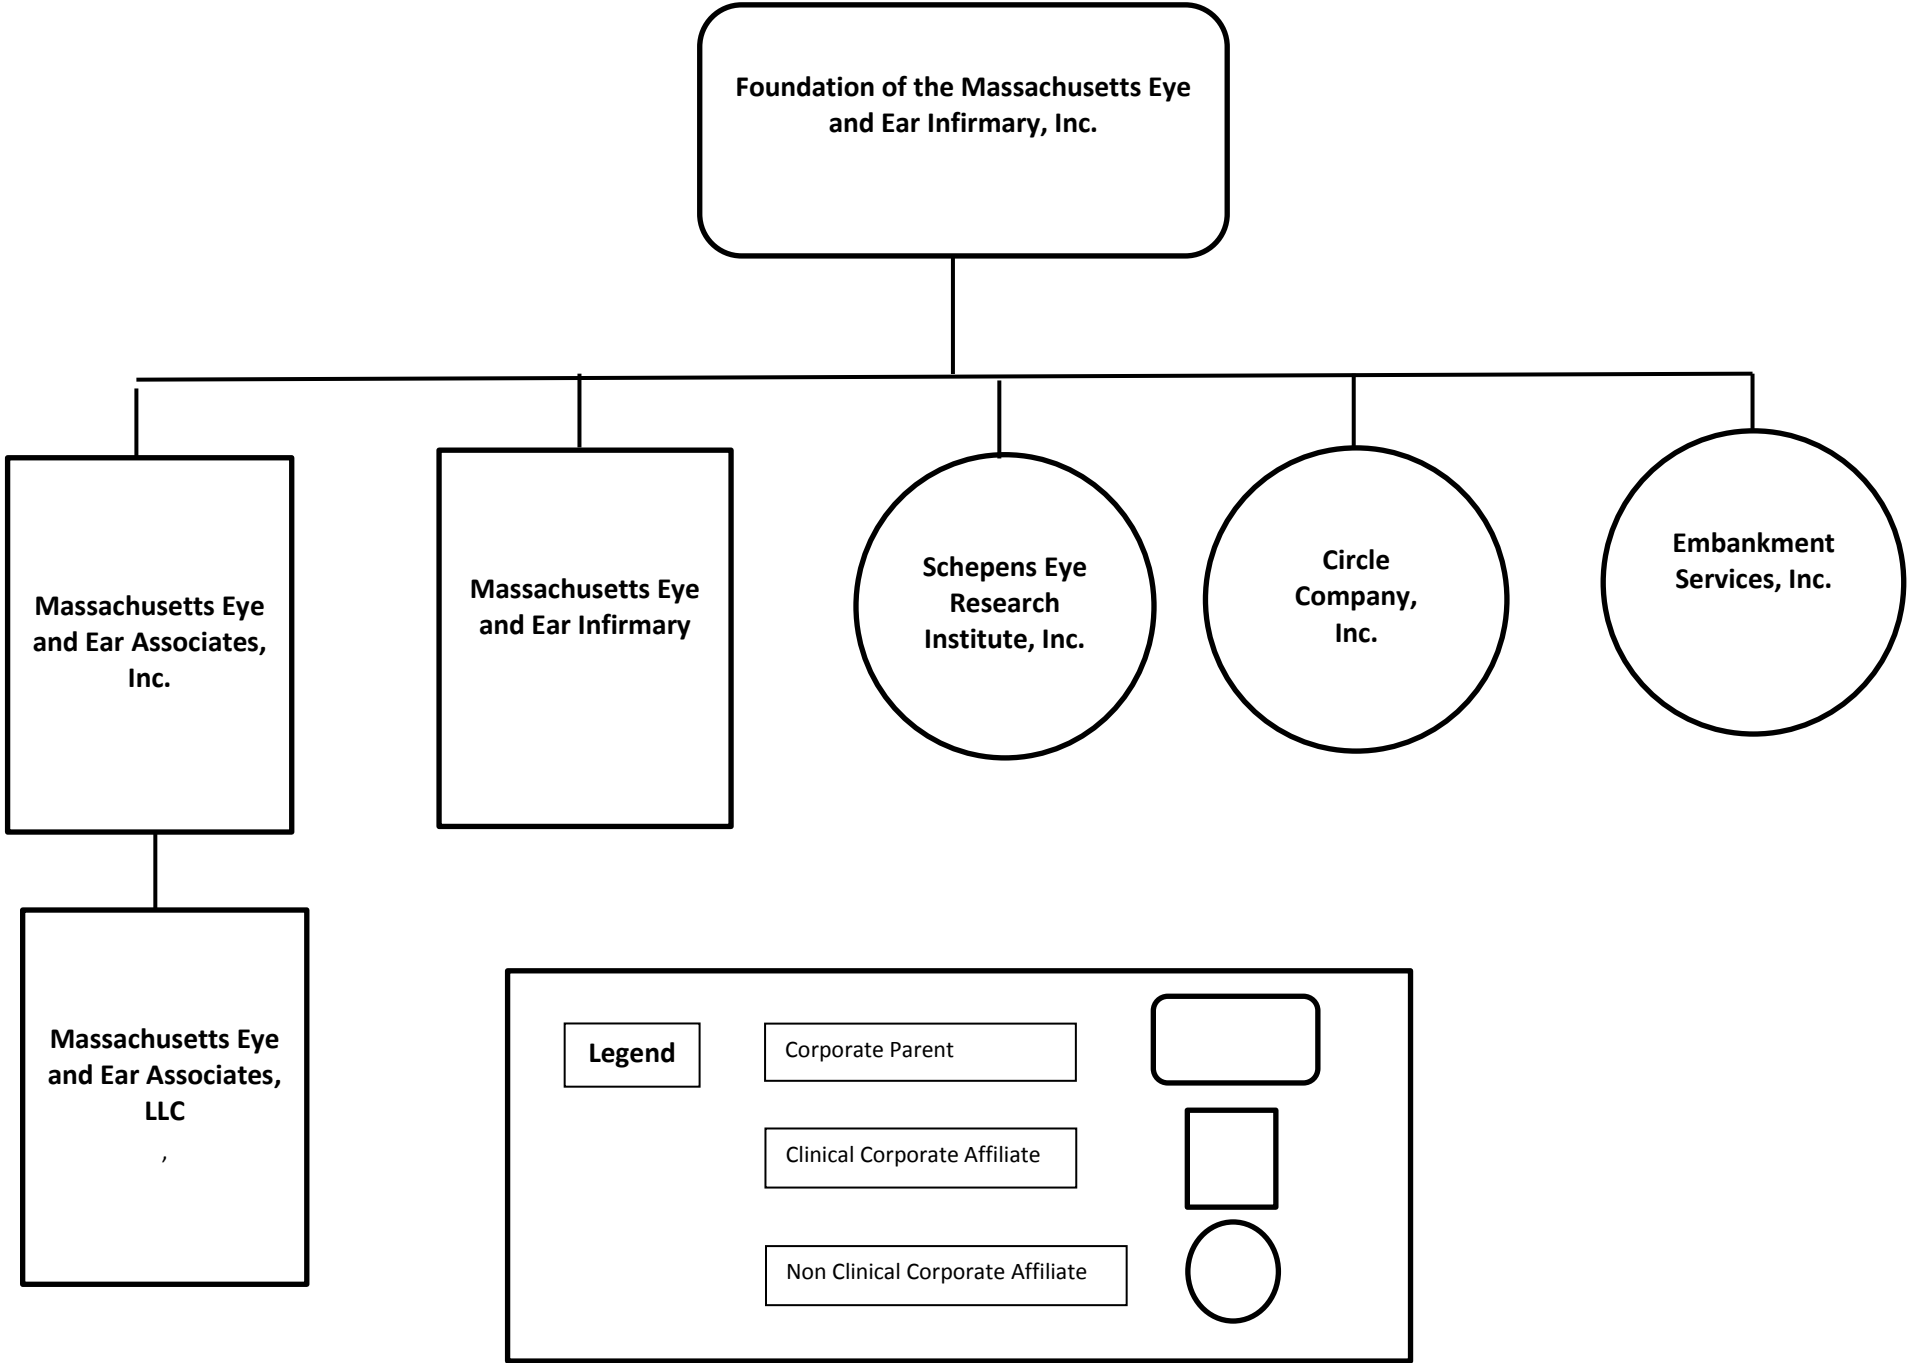 Foundation of the Massachusetts Eye
and Ear Infirmary, Inc.
Massachusetts Eye
and Ear Associates,
Inc.
Massachusetts Eye
and Ear Infirmary
Schepens Eye
Research
Institute, Inc.
Circle
Company,
Inc.
Embankment
Services, Inc.
Massachusetts Eye
and Ear Associates,
LLC
,
Legend
Corporate Parent
Clinical Corporate Affiliate
Non Clinical Corporate Affiliate